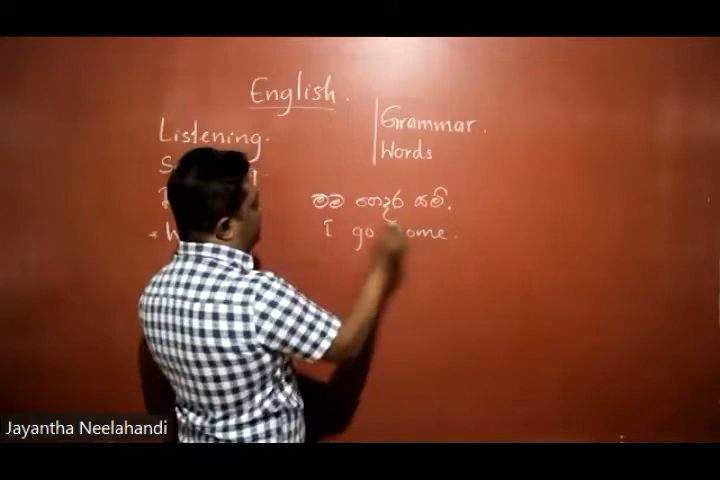 English.
Listening.
Grammar.
Words
මම ගෙදර යමි.
I go home.
Jayantha Neelahandi